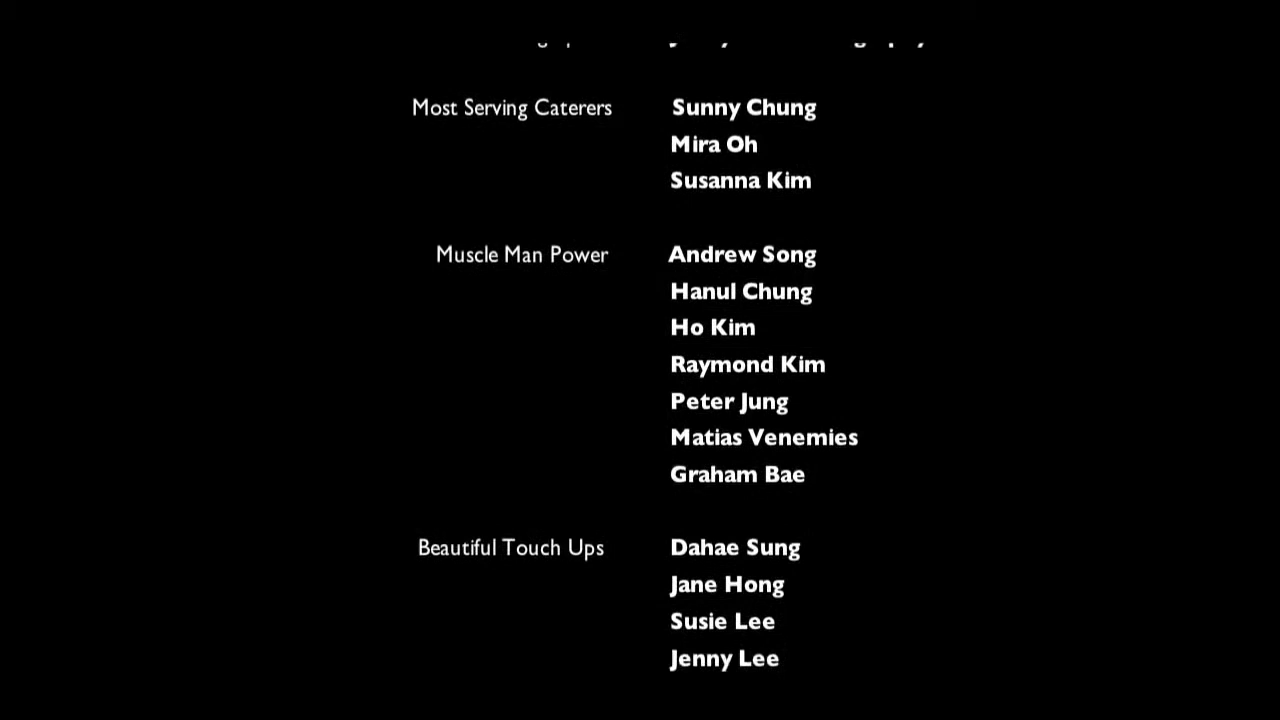 Most Serving Caterers Sunny Chung
Mira Oh
Susanna Kim
Muscle Man Power Andrew Song
Hanul Chung
Ho Kim
Raymond Kim
Peter Jung
Matias Venemies
Graham Bae
Beautiful Touch Ups Dahae Sung
Jane Hong
Susie Lee
Jenny Lee